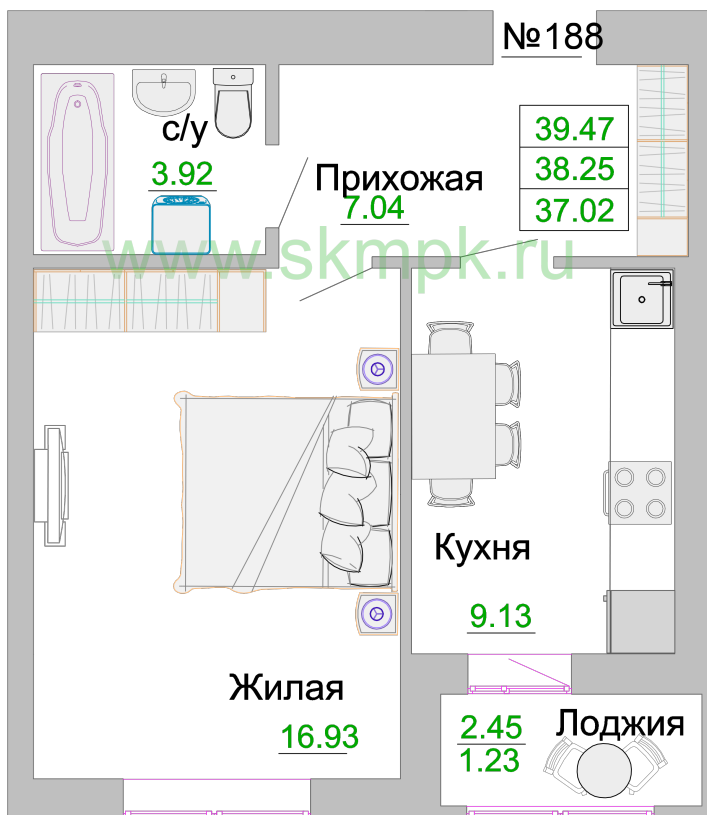 №188
с/у
3.92
Прихожая
7.04
39.47
38.25
37.02
www.skmpk.ru
Кухня
9.13
Жилая
16.93
Лоджия
2.45
1.23